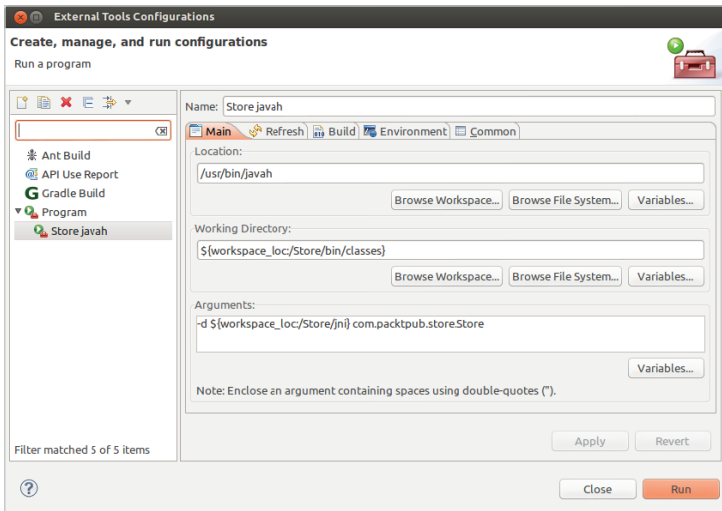 External Tools Configurations
Create, manage, and run configurations
Run a program
Ant Build
API Use Report
Gradle Build
Program
Store javah
Filter matched 5 of 5 items
Name: Store javah
Main Refresh Build Environment Common
Location:
/usr/bin/javah
Browse Workspace... Browse File System... Variables...
Working Directory:
${workspace_loc:/Store/bin/classes}
Browse Workspace... Browse File System... Variables...
Arguments:
-d ${workspace_loc:/Store/jni} com.packtpub.store.Store
Variables...
Note: Enclose an argument containing spaces using double-quotes (").
Apply Revert
? Close Run